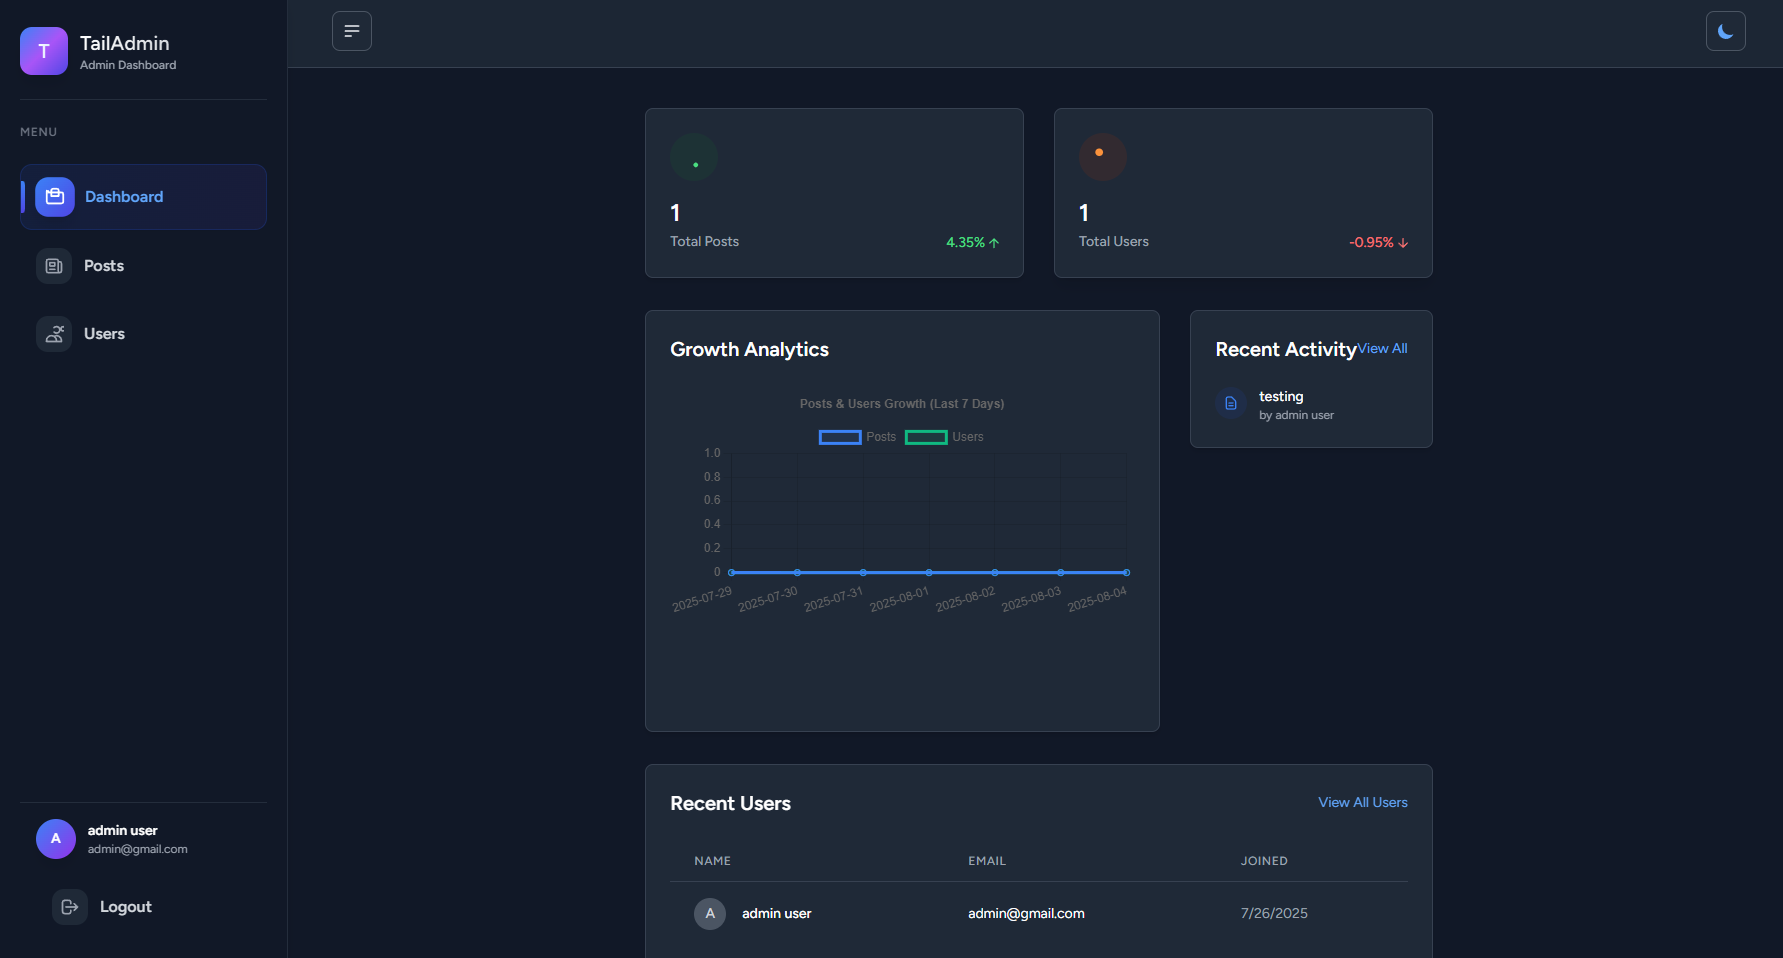 T
TailAdmin
Admin Dashboard
MENU
Dashboard
Posts
Users
admin user
A
admin@gmail.com
Logout
1
Total Posts
4.35%
1
Total Users
-0.95%
Growth Analytics
Posts & Users Growth (Last 7 Days)
Posts Users
1.0
0.8
0.6
0.4
0.2
0
2025-07-29 2025-07-30 2025-07-31 2025-08-01 2025-08-02 2025-08-03 2025-08-04
Recent Activity View All
testing
by admin user
Recent Users View All Users
NAME EMAIL JOINED
A admin user admin@gmail.com 7/26/2025